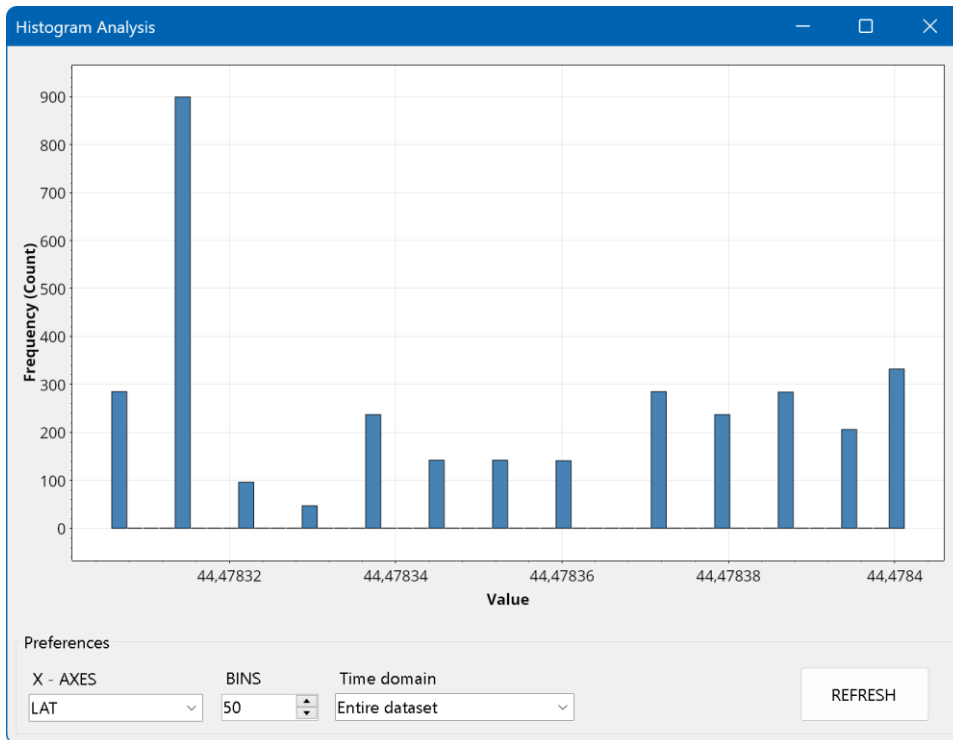 Histogram Analysis
Frequency (Count)
900
800
700
600
500
400
300
200
100
0
44,47832 44,47834 44,47836 44,47838 44,4784
Value
Preferences
X - AXES BINS Time domain
LAT 50 Entire dataset REFRESH